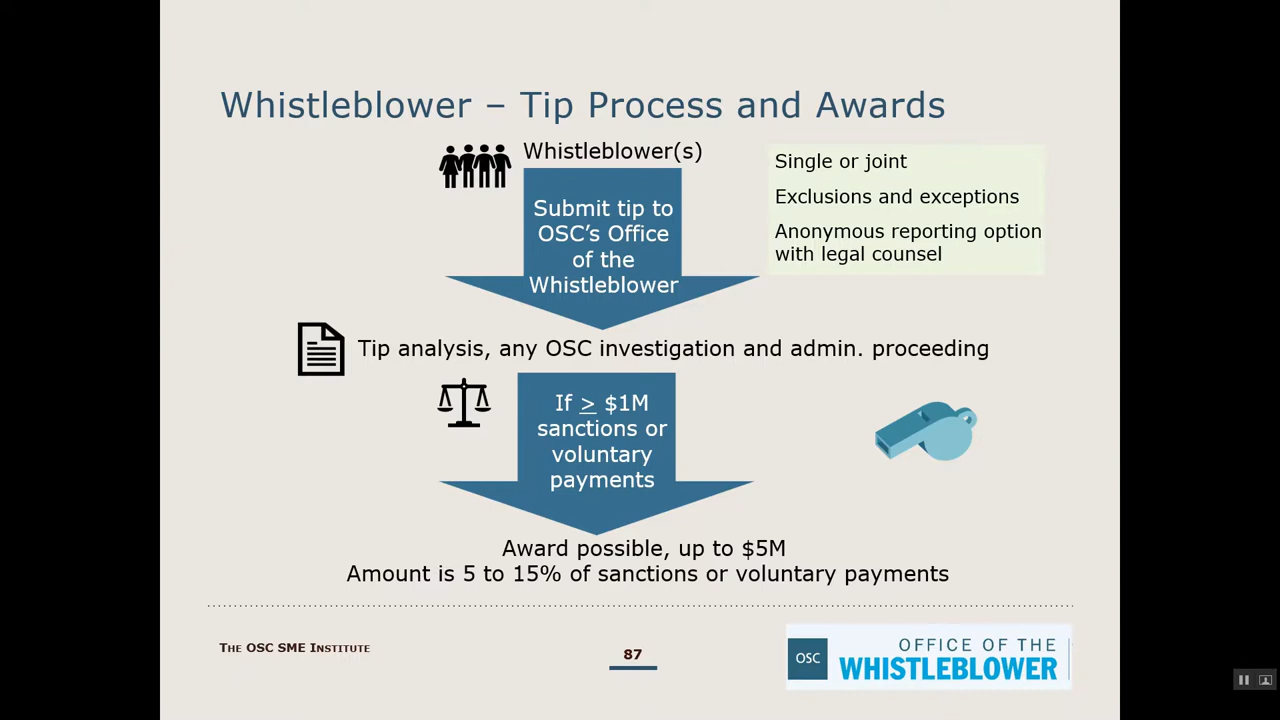 Whistleblower – Tip Process and Awards
Whistleblower(s)
Submit tip to
OSC’s Office
of the
Whistleblower
Single or joint
Exclusions and exceptions
Anonymous reporting option
with legal counsel
Tip analysis, any OSC investigation and admin. proceeding
If > $1M
sanctions or
voluntary
payments
Award possible, up to $5M
Amount is 5 to 15% of sanctions or voluntary payments
THE OSC SME INSTITUTE
87
OSC
OFFICE OF THE
WHISTLEBLOWER